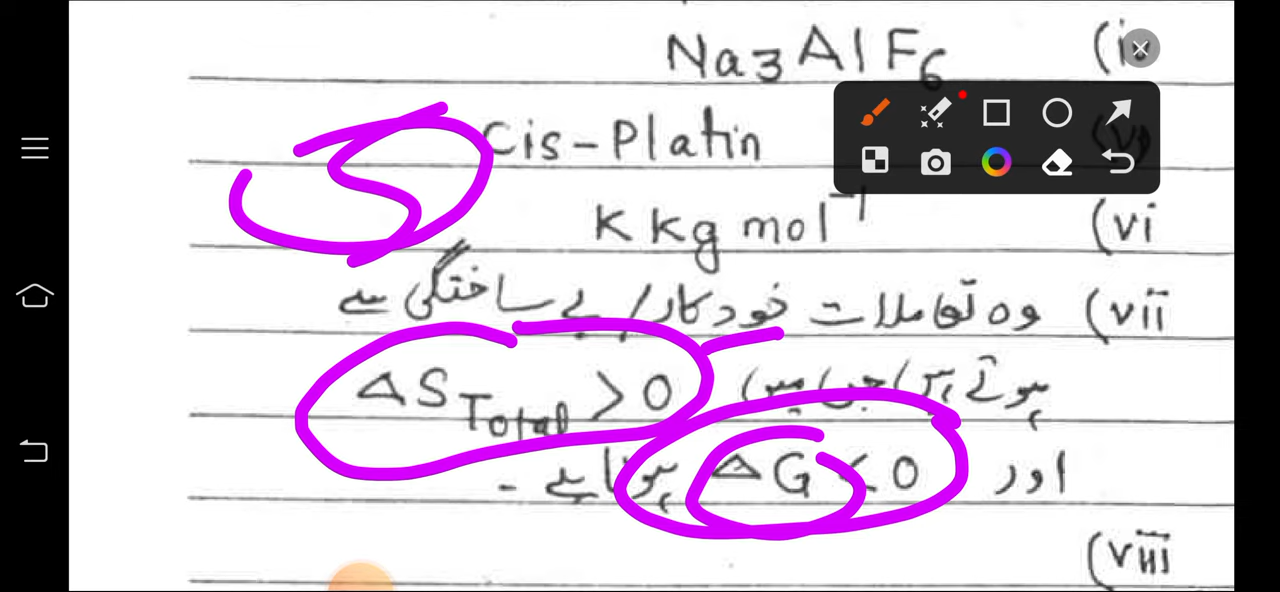 (iv Na3AlF6
(v) Cis-Platin
(vi K kg mol⁻¹
(vii وہ تعاملات خودکار/بے ساختگی سے
ہوتے ہیں جن میں ΔS Total > 0
اور ΔG < 0 ہوتا ہے -
(viii
S